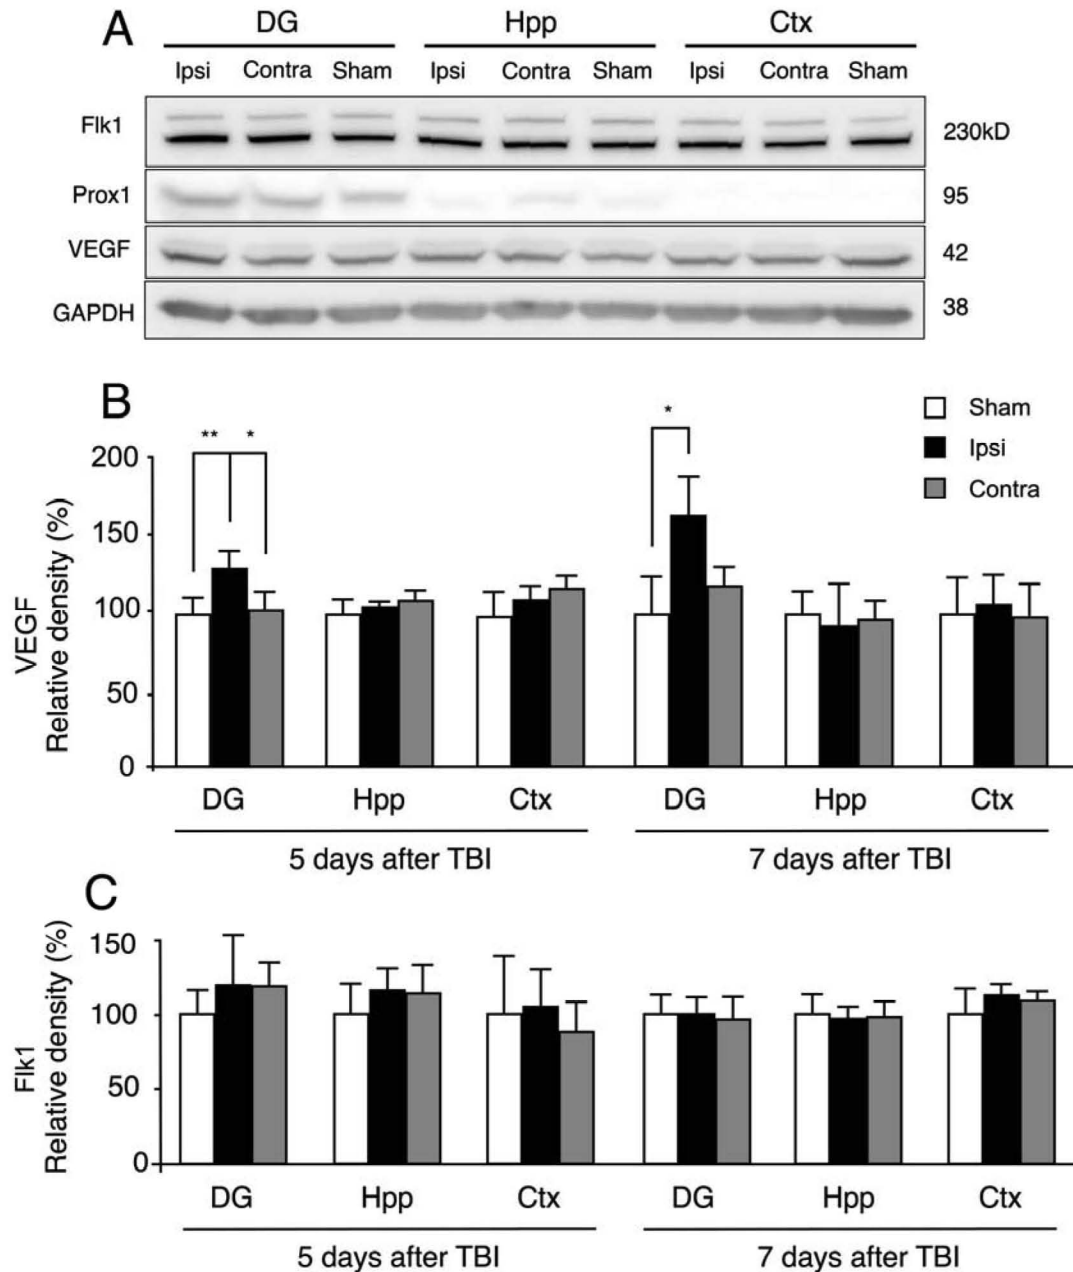 A
DG Hpp Ctx
Ipsi Contra Sham Ipsi Contra Sham Ipsi Contra Sham
Flk1 230kD
Prox1 95
VEGF 42
GAPDH 38
B
Sham
Ipsi
Contra
** * *
VEGF
Relative density (%)
200
150
100
50
0
DG Hpp Ctx DG Hpp Ctx
5 days after TBI 7 days after TBI
C
Flk1
Relative density (%)
150
100
50
0
DG Hpp Ctx DG Hpp Ctx
5 days after TBI 7 days after TBI